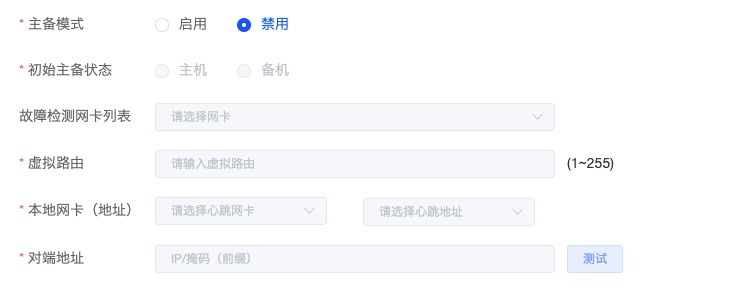 * 主备模式 启用 禁用
* 初始主备状态 主机 备机
故障检测网卡列表 请选择网卡
* 虚拟路由 请输入虚拟路由 (1~255)
* 本地网卡（地址） 请选择心跳网卡 请选择心跳地址
* 对端地址 IP/掩码（前缀） 测试